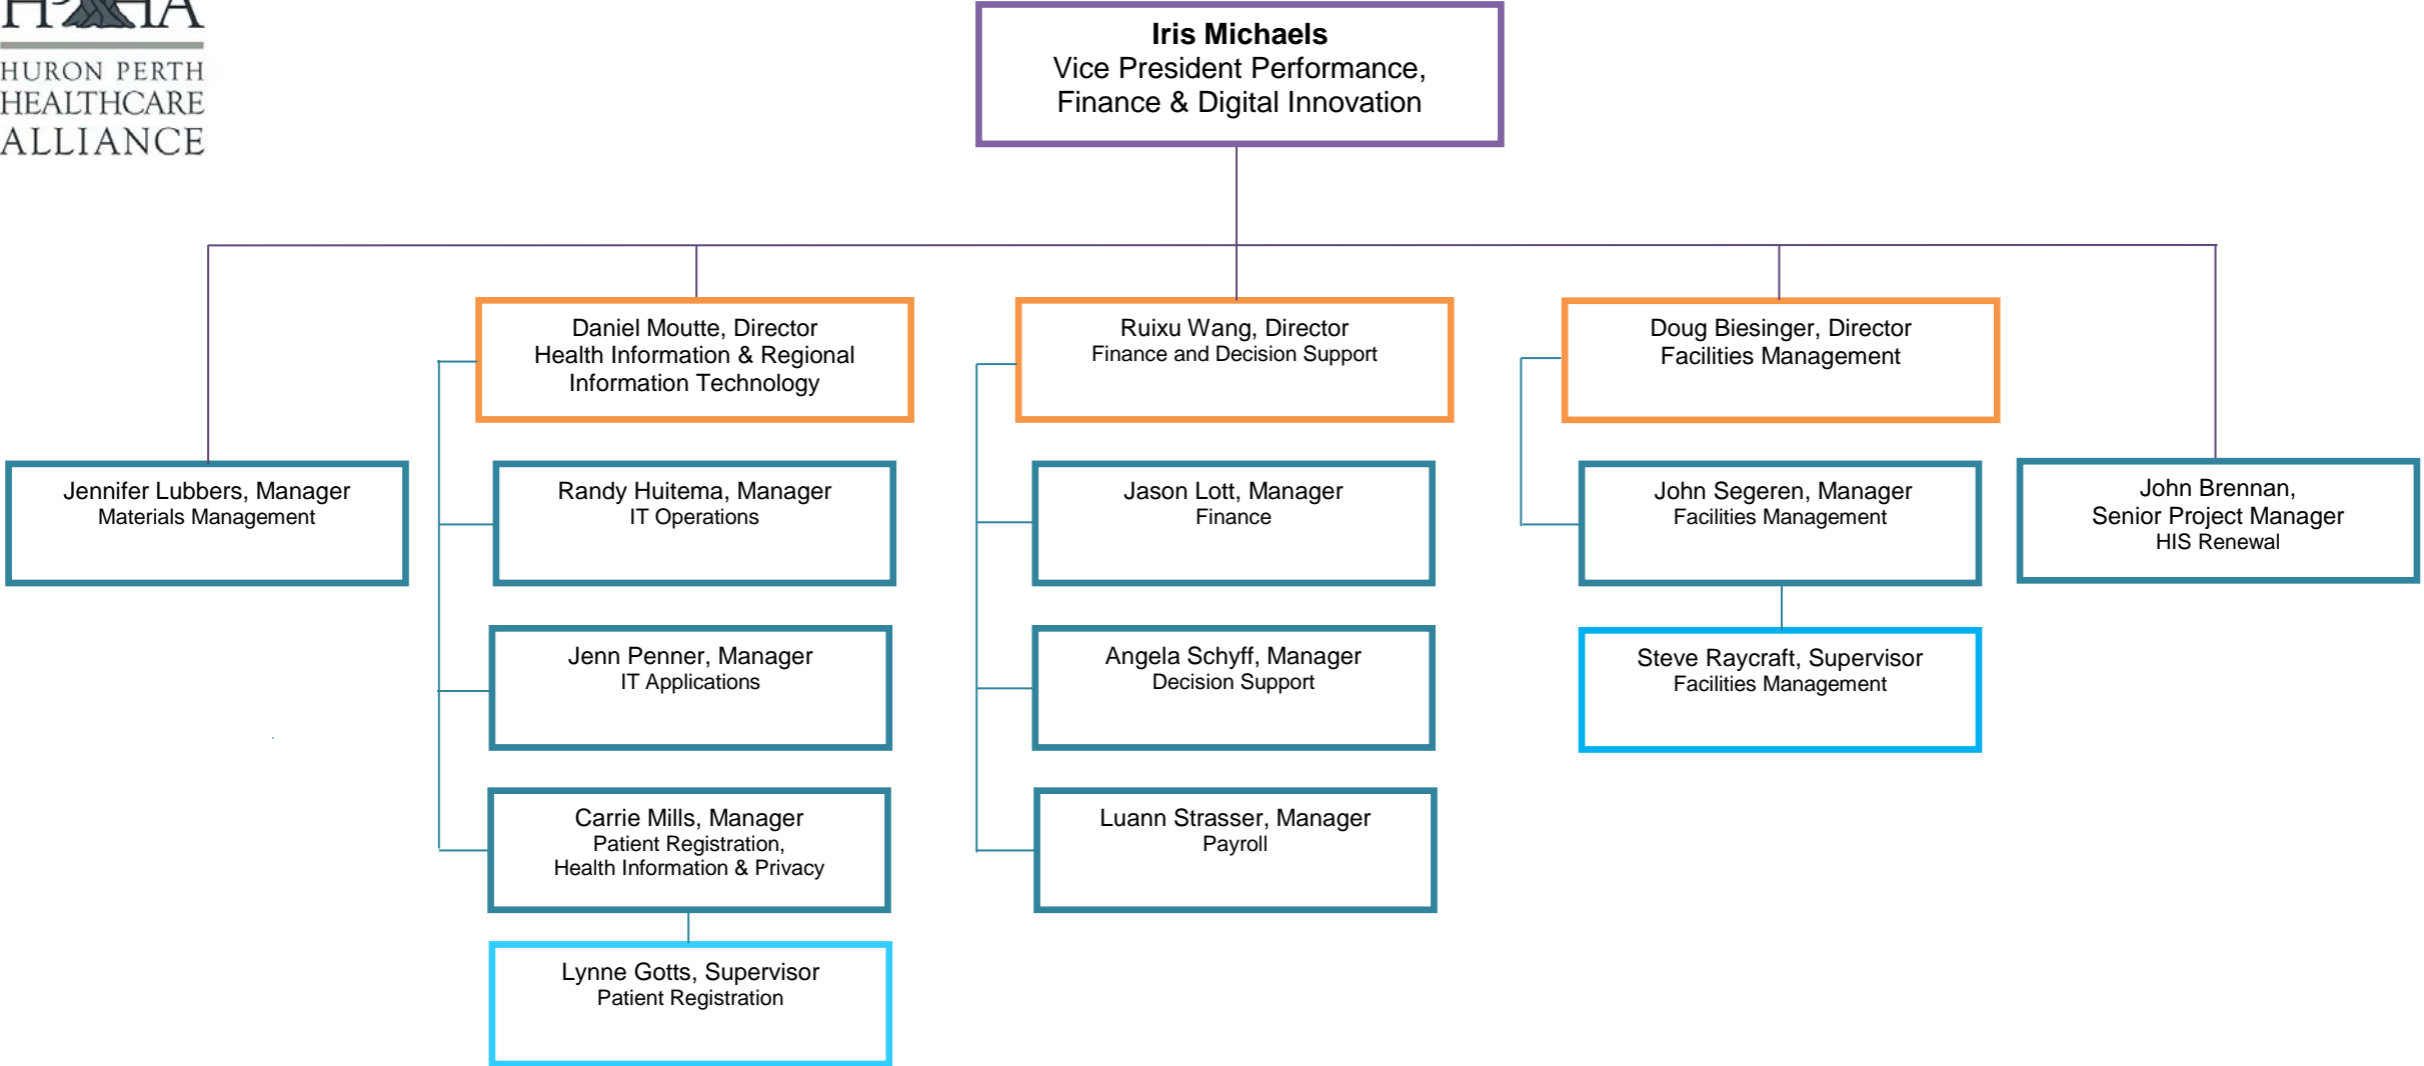 HURON PERTH
HEALTHCARE
ALLIANCE
Iris Michaels
Vice President Performance,
Finance & Digital Innovation
Daniel Moutte, Director
Health Information & Regional
Information Technology
Ruixu Wang, Director
Finance and Decision Support
Doug Biesinger, Director
Facilities Management
Jennifer Lubbers, Manager
Materials Management
Randy Huitema, Manager
IT Operations
Jason Lott, Manager
Finance
John Segeren, Manager
Facilities Management
John Brennan,
Senior Project Manager
HIS Renewal
Jenn Penner, Manager
IT Applications
Angela Schyff, Manager
Decision Support
Steve Raycraft, Supervisor
Facilities Management
Carrie Mills, Manager
Patient Registration,
Health Information & Privacy
Luann Strasser, Manager
Payroll
Lynne Gotts, Supervisor
Patient Registration